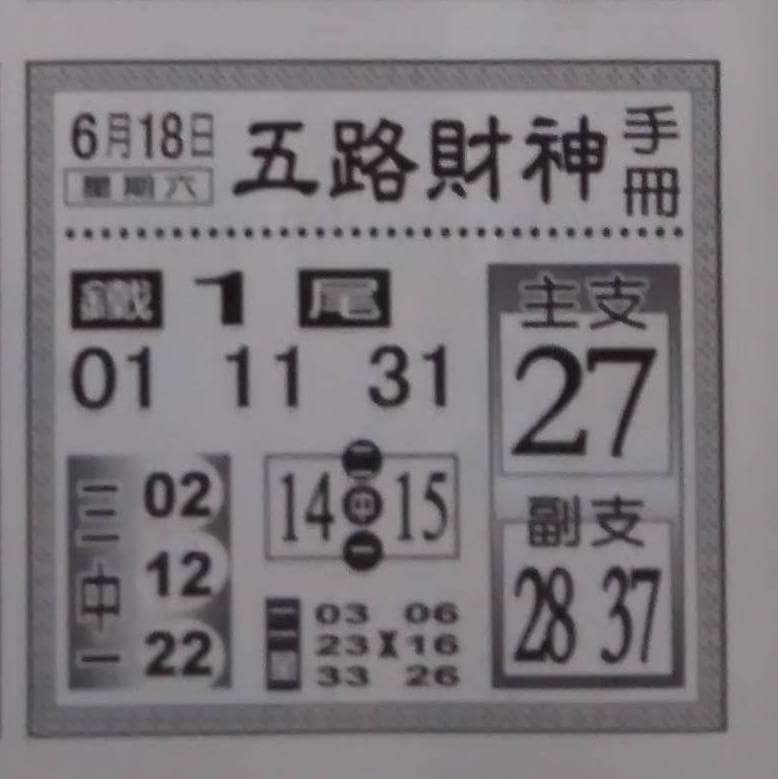 6月18日
星期六
五路財神
手冊
鐵1尾
01 11 31
主支
27
三中一
02
12
22
14 15
二中一
副支
28 37
03 06
23 X 16
33 26